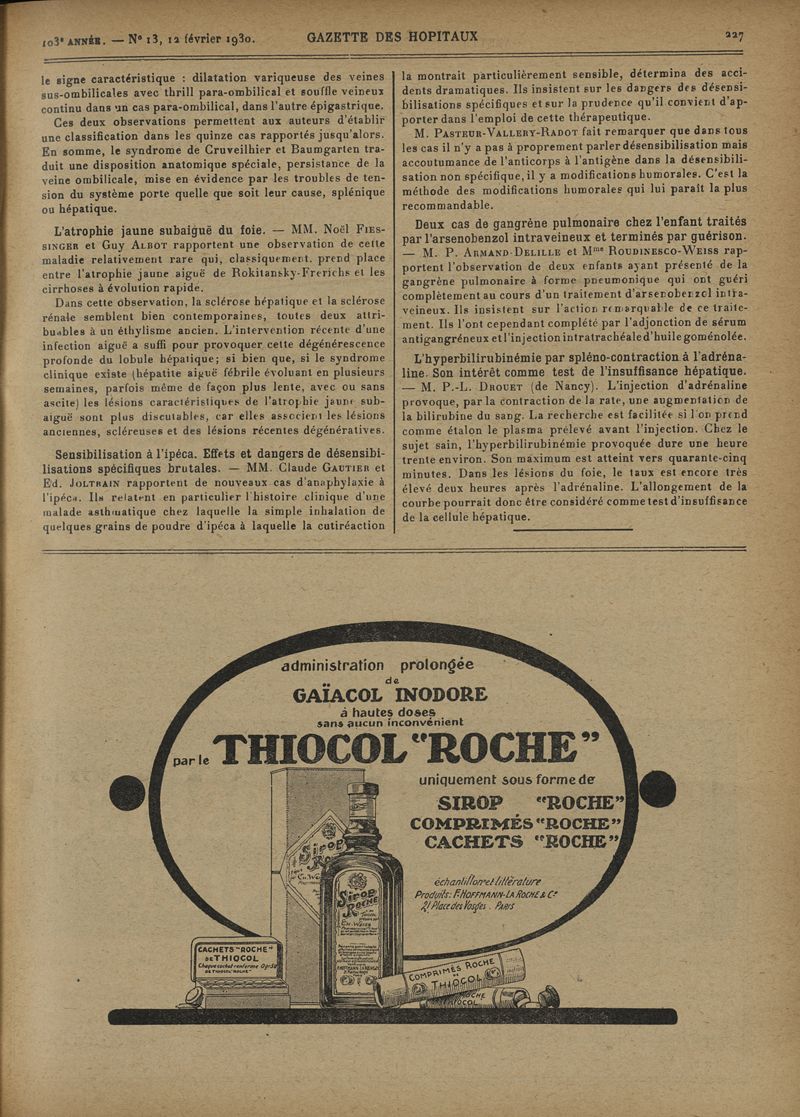 103e ANNÉE. — No 13, 12 février 1930.
GAZETTE DES HOPITAUX
227
le signe caractéristique : dilatation variqueuse des veines
sus-ombilicales avec thrill para-ombilical et souffle veineux
continu dans un cas para-ombilical, dans l'autre épigastrique.
Ces deux observations permettent aux auteurs d'établir
une classification dans les quinze cas rapportés jusqu'alors.
En somme, le syndrome de Cruveilhier et Baumgarten tra-
duit une disposition anatomique spéciale, persistance de la
veine ombilicale, mise en évidence par les troubles de ten-
sion du système porte quelle que soit leur cause, splénique
ou hépatique.
L'atrophie jaune subaiguë du foie. — MM. Noël FIES-
SINGER et Guy ALBOT rapportent une observation de cette
maladie relativement rare qui, classiquement, prend place
entre l'atrophie jaune aiguë de Rokitansky-Frerichs et les
cirrhoses à évolution rapide.
Dans cette observation, la sclérose hépatique et la sclérose
rénale semblent bien contemporaines, toutes deux attri-
buables à un éthylisme ancien. L'intervention récente d'une
infection aiguë a suffi pour provoquer cette dégénérescence
profonde du lobule hépatique; si bien que, si le syndrome
clinique existe (hépatite aiguë fébrile évoluant en plusieurs
semaines, parfois même de façon plus lente, avec ou sans
ascite) les lésions caractéristiques de l'atrophie jaune sub-
aiguë sont plus discutables, car elles associent les lésions
anciennes, scléreuses et des lésions récentes dégénératives.
Sensibilisation à l'ipéca. Effets et dangers de désensibi-
lisations spécifiques brutales. — MM. Claude GAUTIER et
Ed. JOLTRAIN rapportent de nouveaux cas d'anaphylaxie à
l'ipéca. Ils relatent en particulier l'histoire clinique d'une
malade asthmatique chez laquelle la simple inhalation de
quelques grains de poudre d'ipéca à laquelle la cutiréaction
la montrait particulièrement sensible, détermina des acci-
dents dramatiques. Ils insistent sur les dangers des désensi-
bilisations spécifiques et sur la prudence qu'il convient d'ap-
porter dans l'emploi de cette thérapeutique.
M. PASTEUR-VALLERY-RADOT fait remarquer que dans tous
les cas il n'y a pas à proprement parler désensibilisation mais
accoutumance de l'anticorps à l'antigène dans la désensibili-
sation non spécifique, il y a modifications humorales. C'est la
méthode des modifications humorales qui lui paraît la plus
recommandable.
Deux cas de gangrène pulmonaire chez l'enfant traités
par l'arsenobenzol intraveineux et terminés par guérison.
— M. P. ARMAND-DELILLE et Mme ROUDINESCO-WEISS rap-
portent l'observation de deux enfants ayant présenté de la
gangrène pulmonaire à forme pneumonique qui ont guéri
complètement au cours d'un traitement d'arsenobenzol intra-
veineux. Ils insistent sur l'action remarquable de ce traite-
ment. Ils l'ont cependant complété par l'adjonction de sérum
antigangréneux et l'injection intratrachéale d'huile goménolée.
L'hyperbilirubinémie par spléno-contraction à l'adréna-
line. Son intérêt comme test de l'insuffisance hépatique.
— M. P.-L. DROUET (de Nancy). L'injection d'adrénaline
provoque, par la contraction de la rate, une augmentation de
la bilirubine du sang. La recherche est facilitée si l'on prend
comme étalon le plasma prélevé avant l'injection. Chez le
sujet sain, l'hyperbilirubinémie provoquée dure une heure
trente environ. Son maximum est atteint vers quarante-cinq
minutes. Dans les lésions du foie, le taux est encore très
élevé deux heures après l'adrénaline. L'allongement de la
courbe pourrait donc être considéré comme test d'insuffisance
de la cellule hépatique.
administration prolongée
de
GAÏACOL INODORE
à hautes doses
sans aucun inconvénient
par le THIOCOL "ROCHE"
uniquement sous forme de
SIROP "ROCHE"
COMPRIMÉS "ROCHE"
CACHETS "ROCHE"
échantillon et littérature
Produits: F. HOFFMANN-LA ROCHE & Cie
21 Place des Vosges. Paris
Sirop
Sirop
ROCHE
CACHETS "ROCHE"
DE THIOCOL
Chaque cachet renferme
DE THIOCOL "ROCHE"
COMPRIMÉS ROCHE
THIOCOL